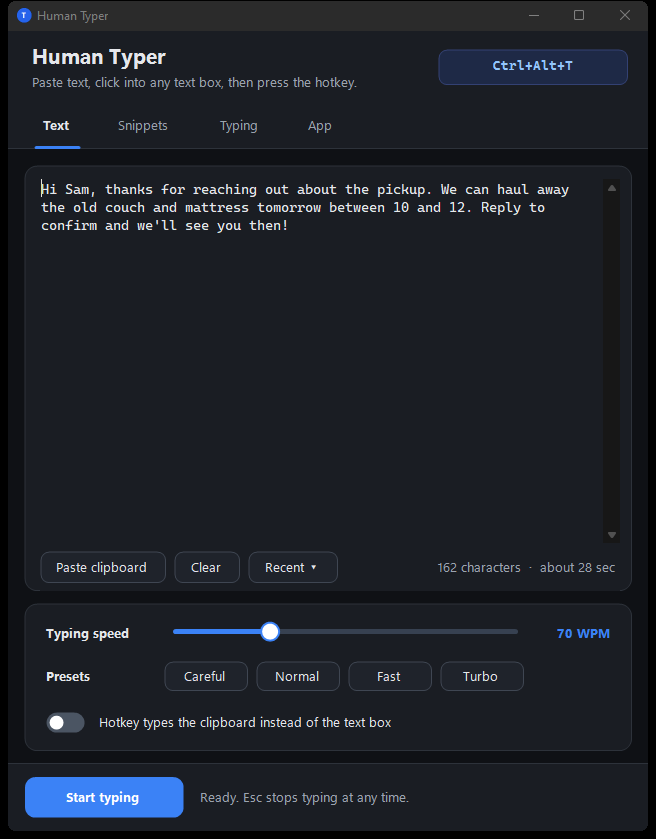 T Human Typer
Human Typer
Paste text, click into any text box, then press the hotkey.
Ctrl+Alt+T
Text Snippets Typing App
Hi Sam, thanks for reaching out about the pickup. We can haul away
the old couch and mattress tomorrow between 10 and 12. Reply to
confirm and we'll see you then!
Paste clipboard Clear Recent ▾ 162 characters · about 28 sec
Typing speed 70 WPM
Presets Careful Normal Fast Turbo
Hotkey types the clipboard instead of the text box
Start typing Ready. Esc stops typing at any time.